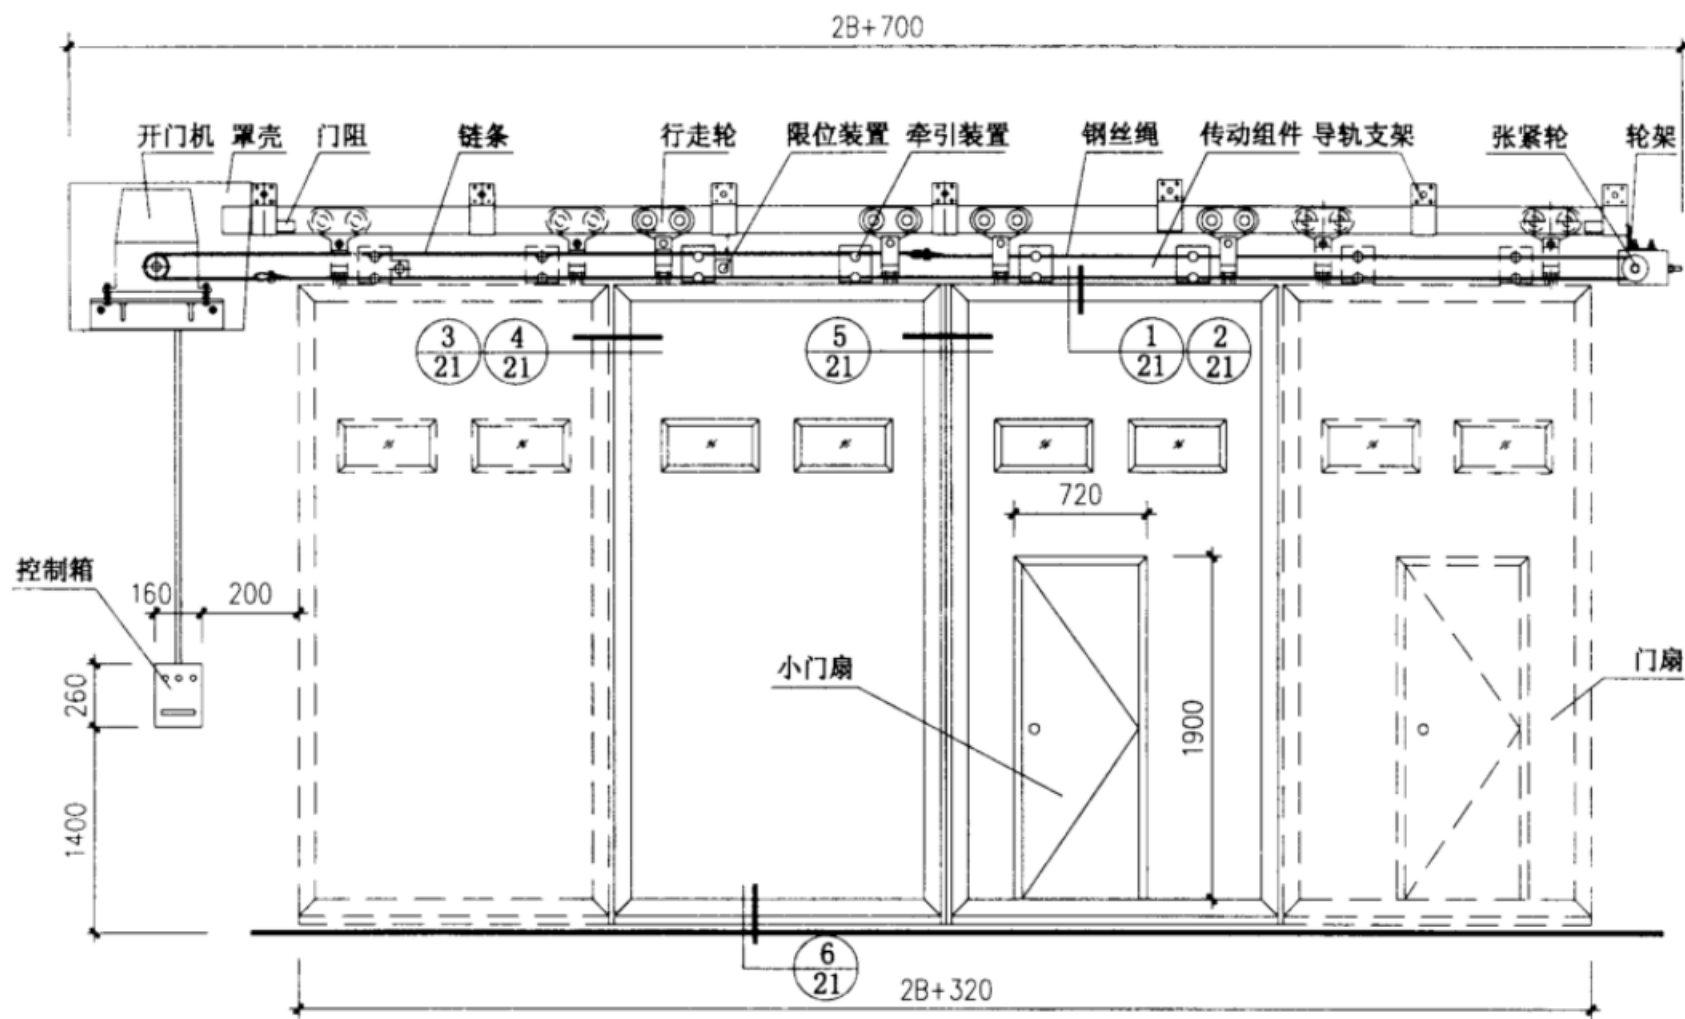 2B+700
开门机 罩壳 门阻 链条 行走轮 限位装置 牵引装置 钢丝绳 传动组件 导轨支架 张紧轮 轮架
3 4 5 1 2
21 21 21 21 21
720
控制箱
160 200
小门扇
门扇
260
1900
1400
6
21
2B+320